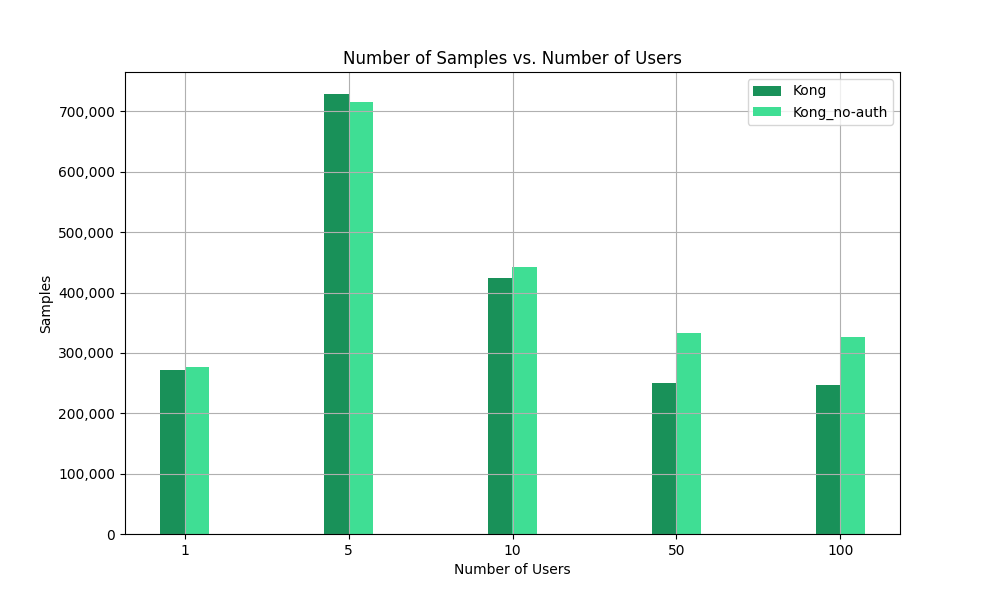 Number of Samples vs. Number of Users
Kong
Kong_no-auth
700,000
600,000
500,000
400,000
300,000
200,000
100,000
0
Samples
1 5 10 50 100
Number of Users